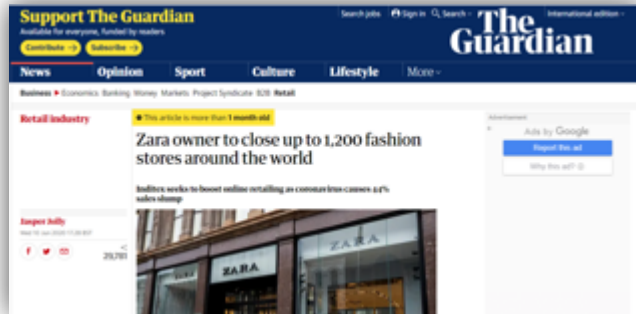 Support The Guardian
Available for everyone, funded by readers
Contribute →
Subscribe →
Search jobs
Sign in
Search
International edition
The
Guardian
News
Opinion
Sport
Culture
Lifestyle
More
Business
Economics
Banking
Money
Markets
Project Syndicate
B2B
Retail
Retail industry
This article is more than 1 month old
Zara owner to close up to 1,200 fashion
stores around the world
Inditex seeks to boost online retailing as coronavirus causes 44%
sales slump
Jasper Jolly
ZARA
ZARA
Advertisement
Ads by Google
Report this ad
Why this ad?